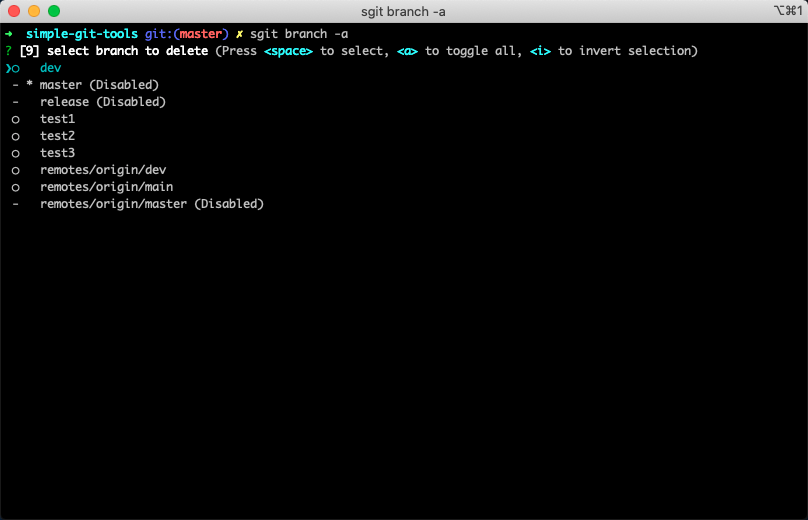 sgit branch -a
⌥⌘1
➜  simple-git-tools git:(master) ✗ sgit branch -a
? [9] select branch to delete (Press <space> to select, <a> to toggle all, <i> to invert selection)
❯○   dev
 - * master (Disabled)
 -   release (Disabled)
 ○   test1
 ○   test2
 ○   test3
 ○   remotes/origin/dev
 ○   remotes/origin/main
 -   remotes/origin/master (Disabled)